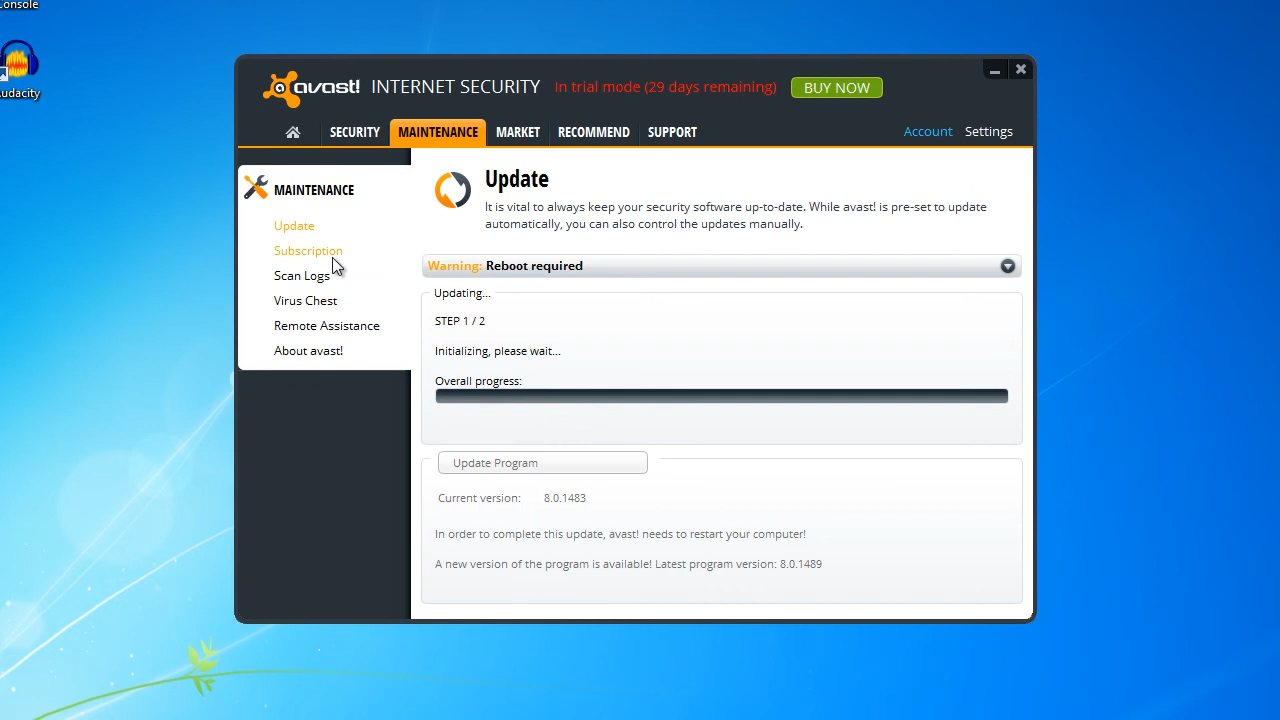 Console
Audacity
avast! INTERNET SECURITY In trial mode (29 days remaining) BUY NOW
SECURITY MAINTENANCE MARKET RECOMMEND SUPPORT Account Settings
MAINTENANCE
Update
Subscription
Scan Logs
Virus Chest
Remote Assistance
About avast!
Update
It is vital to always keep your security software up-to-date. While avast! is pre-set to update
automatically, you can also control the updates manually.
Warning: Reboot required
Updating...
STEP 1 / 2
Initializing, please wait...
Overall progress:
Update Program
Current version: 8.0.1483
In order to complete this update, avast! needs to restart your computer!
A new version of the program is available! Latest program version: 8.0.1489